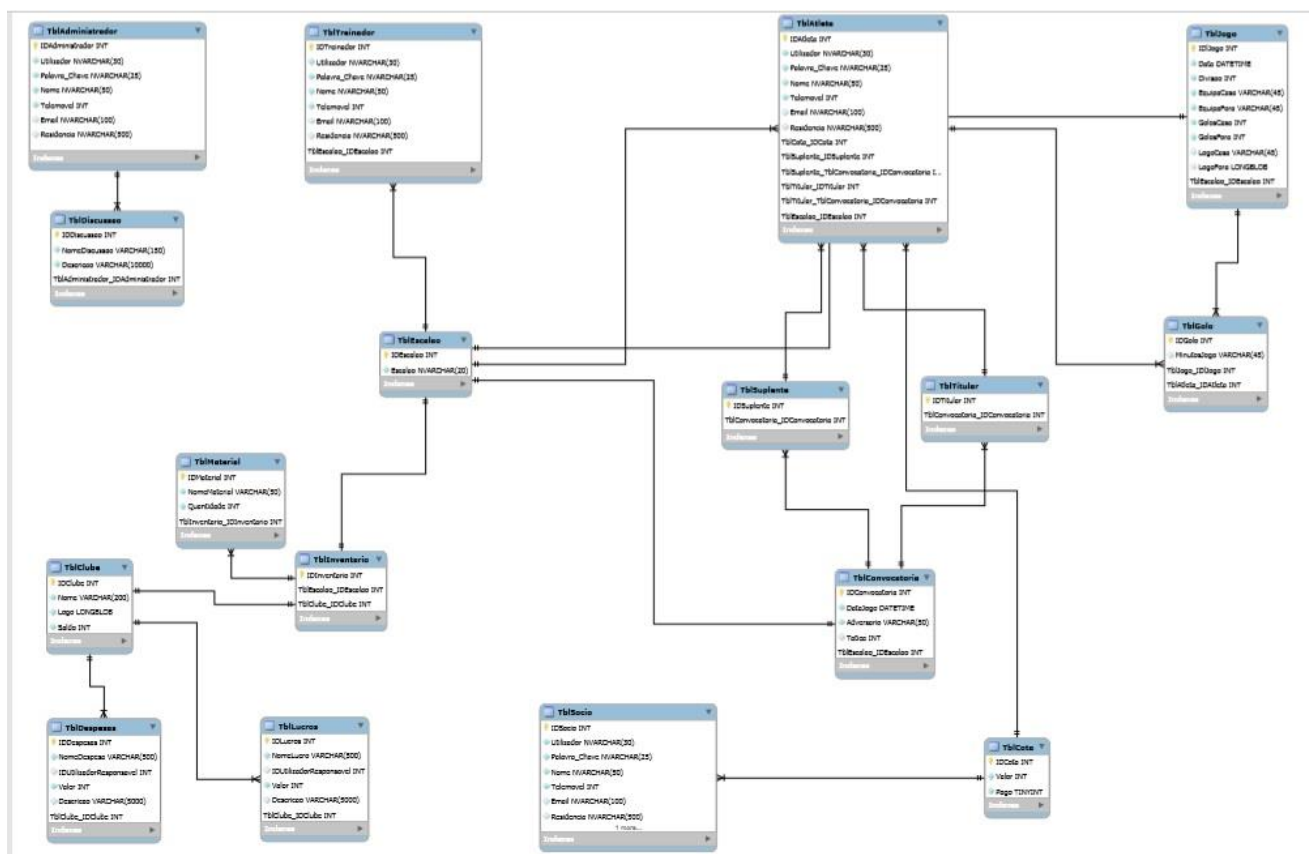 TblAdministrador
IDAdministrador INT
Utilisador NVARCHAR(30)
Palavra_Chave NVARCHAR(25)
Nome NVARCHAR(50)
Telemovel INT
Email NVARCHAR(100)
Residencia NVARCHAR(500)
Indexes
TblDiscussao
IDDiscussao INT
NomeDiscussao VARCHAR(150)
Descricao VARCHAR(10000)
TblAdministrador_IDAdministrador INT
Indexes
TblTreinador
IDTreinador INT
Utilisador NVARCHAR(30)
Palavra_Chave NVARCHAR(25)
Nome NVARCHAR(50)
Telemovel INT
Email NVARCHAR(100)
Residencia NVARCHAR(500)
TblEscalao_IDEscalao INT
Indexes
TblAtleta
IDAtleta INT
Utilisador NVARCHAR(30)
Palavra_Chave NVARCHAR(25)
Nome NVARCHAR(50)
Telemovel INT
Email NVARCHAR(100)
Residencia NVARCHAR(500)
TblCota_IDCota INT
TblSuplente_IDSuplente INT
TblSuplente_TblConvocatoria_IDConvocatoria I...
TblTitular_IDTitular INT
TblTitular_TblConvocatoria_IDConvocatoria INT
TblEscalao_IDEscalao INT
Indexes
TblJogo
IDJogo INT
Data DATETIME
Divisao INT
EquipaCasa VARCHAR(45)
EquipaFora VARCHAR(45)
GolosCasa INT
GolosFora INT
LogoCasa VARCHAR(45)
LogoFora LONGBLOB
TblEscalao_IDEscalao INT
Indexes
TblEscalao
IDEscalao INT
Escalao NVARCHAR(20)
Indexes
TblGolo
IDGolo INT
MinutosJogo VARCHAR(45)
TblJogo_IDJogo INT
TblAtleta_IDAtleta INT
Indexes
TblSuplente
IDSuplente INT
TblConvocatoria_IDConvocatoria INT
Indexes
TblTitular
IDTitular INT
TblConvocatoria_IDConvocatoria INT
Indexes
TblMaterial
IDMaterial INT
NomeMaterial VARCHAR(50)
Quantidade INT
TblInventario_IDInventario INT
Indexes
TblInventario
IDInventario INT
TblEscalao_IDEscalao INT
TblClube_IDClube INT
Indexes
TblClube
IDClube INT
Nome VARCHAR(200)
Logo LONGBLOB
Saldo INT
Indexes
TblConvocatoria
IDConvocatoria INT
DataJogo DATETIME
Adversario VARCHAR(50)
INT
TblEscalao_IDEscalao INT
Indexes
TblDespesas
IDDespesas INT
NomeDespesa VARCHAR(500)
IDUtilisadorResponsavel INT
Valor INT
Descricao VARCHAR(5000)
TblClube_IDClube INT
Indexes
TblLucros
IDLucros INT
NomeLucro VARCHAR(500)
IDUtilisadorResponsavel INT
Valor INT
Descricao VARCHAR(5000)
TblClube_IDClube INT
Indexes
TblSocio
IDSocio INT
Utilisador NVARCHAR(30)
Palavra_Chave NVARCHAR(25)
Nome NVARCHAR(50)
Telemovel INT
Email NVARCHAR(100)
Residencia NVARCHAR(500)
1 more...
Indexes
TblCota
IDCota INT
Valor INT
Pago TINYINT
Indexes